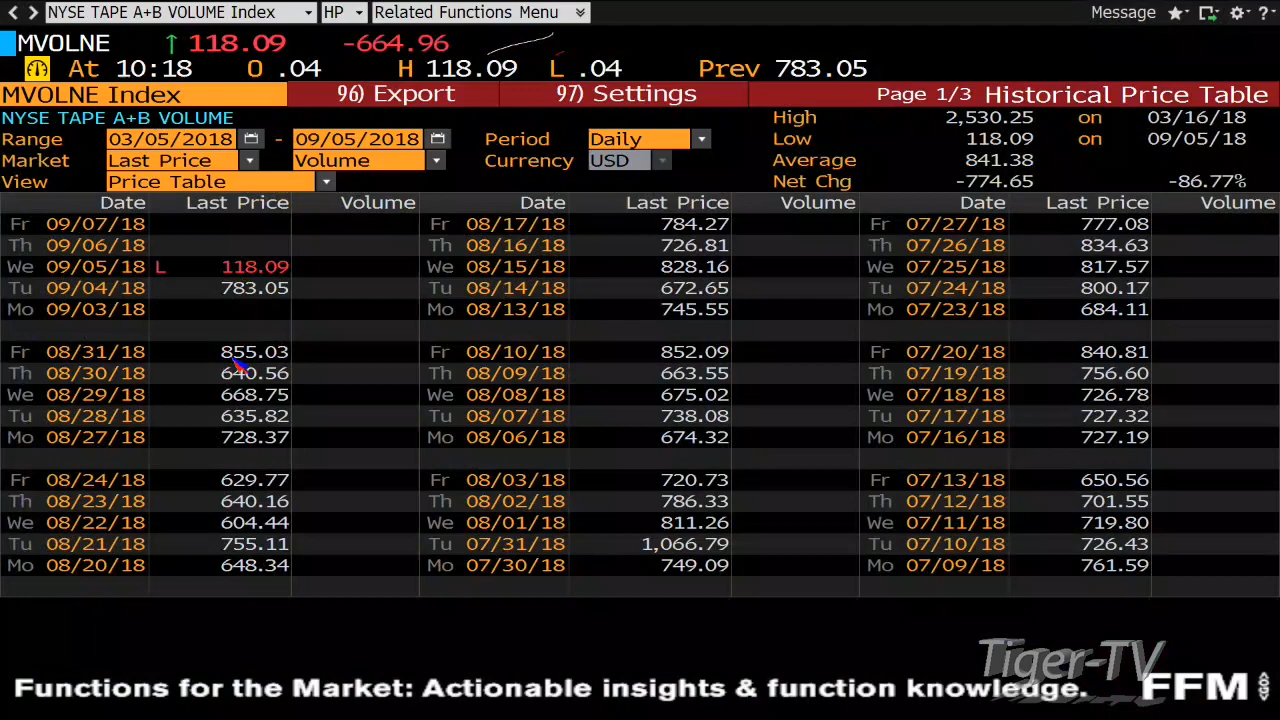 NYSE TAPE A+B VOLUME Index HP Related Functions Menu Message ?
MVOLNE ↑ 118.09 -664.96
At 10:18 O .04 H 118.09 L .04 Prev 783.05
MVOLNE Index 96) Export 97) Settings Page 1/3 Historical Price Table
NYSE TAPE A+B VOLUME High 2,530.25 on 03/16/18
Range 03/05/2018 - 09/05/2018 Period Daily Low 118.09 on 09/05/18
Market Last Price Volume Currency USD Average 841.38
View Price Table Net Chg -774.65 -86.77%
Date Last Price Volume Date Last Price Volume Date Last Price Volume
Fr 09/07/18 Fr 08/17/18 784.27 Fr 07/27/18 777.08
Th 09/06/18 Th 08/16/18 726.81 Th 07/26/18 834.63
We 09/05/18 L 118.09 We 08/15/18 828.16 We 07/25/18 817.57
Tu 09/04/18 783.05 Tu 08/14/18 672.65 Tu 07/24/18 800.17
Mo 09/03/18 Mo 08/13/18 745.55 Mo 07/23/18 684.11
Fr 08/31/18 855.03 Fr 08/10/18 852.09 Fr 07/20/18 840.81
Th 08/30/18 640.56 Th 08/09/18 663.55 Th 07/19/18 756.60
We 08/29/18 668.75 We 08/08/18 675.02 We 07/18/18 726.78
Tu 08/28/18 635.82 Tu 08/07/18 738.08 Tu 07/17/18 727.32
Mo 08/27/18 728.37 Mo 08/06/18 674.32 Mo 07/16/18 727.19
Fr 08/24/18 629.77 Fr 08/03/18 720.73 Fr 07/13/18 650.56
Th 08/23/18 640.16 Th 08/02/18 786.33 Th 07/12/18 701.55
We 08/22/18 604.44 We 08/01/18 811.26 We 07/11/18 719.80
Tu 08/21/18 755.11 Tu 07/31/18 1,066.79 Tu 07/10/18 726.43
Mo 08/20/18 648.34 Mo 07/30/18 749.09 Mo 07/09/18 761.59
Tiger-TV
Functions for the Market: Actionable insights & function knowledge. FFM